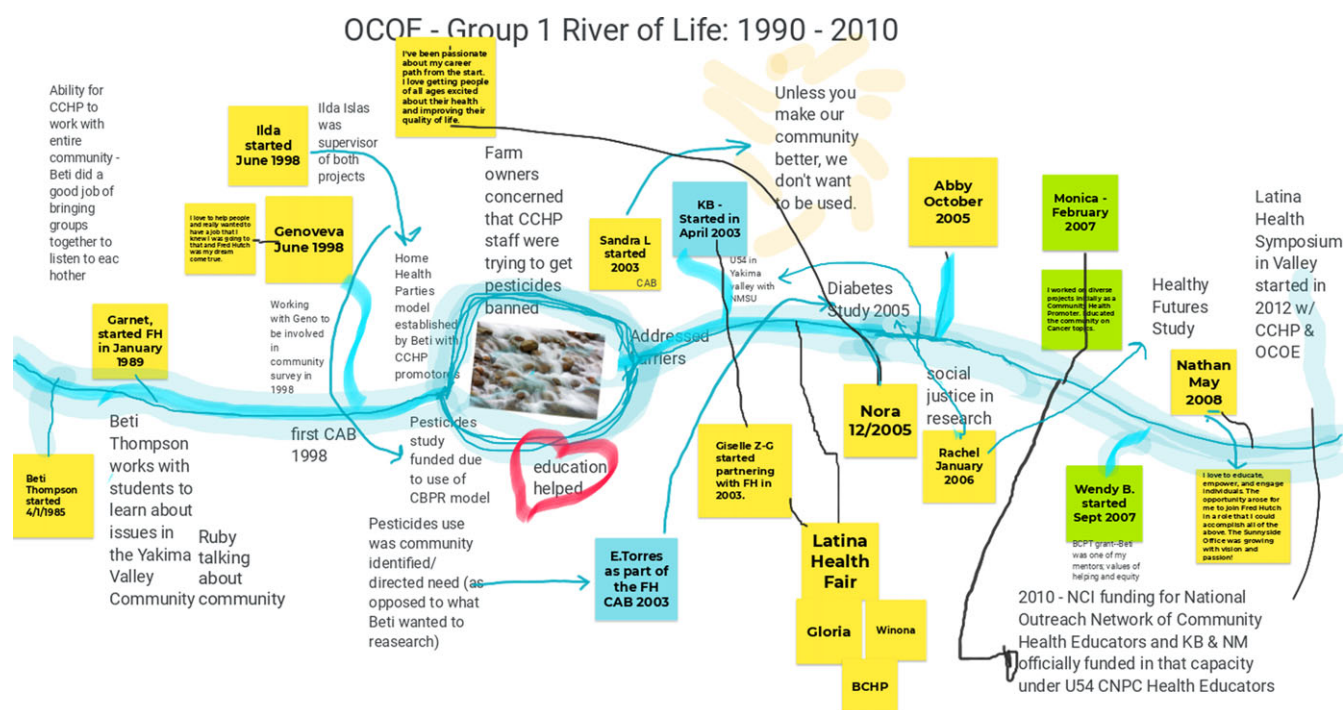 OCOE - Group 1 River of Life: 1990 - 2010
Ability for
CCHP to
work with
entire
community -
Beti did a
good job of
bringing
groups
together to
listen to eac
hother
Ilda
started
June 1998
Ilda Islas
was
supervisor
of both
projects
I've been passionate
about my career
path from the start.
I love getting people
of all ages excited
about their health
and improving their
quality of life.
I love to help people
and really wanted to
have a job that I
knew I was going to
that and Fred Hutch
was my dream
come true.
Genoveva
June 1998
Garnet,
started FH
in January
1989
Working
with Geno to
be involved
in
community
survey in
1998
Home
Health
Parties
model
established
by Beti with
CCHP
promotores
Farm
owners
concerned
that CCHP
staff were
trying to get
pesticides
banned
Beti
Thompson
started
4/1/1985
Beti
Thompson
works with
students to
learn about
issues in
the Yakima
Valley
Community
Ruby
talking
about
community
first CAB
1998
Pesticides
study
funded due
to use of
CBPR model
education
helped
Pesticides use
was community
identified/
directed need (as
opposed to what
Beti wanted to
reasearch)
Sandra L
started
2003
CAB
KB -
Started in
April 2003
U54 in
Yakima
valley with
NMSU
Unless you
make our
community
better, we
don't want
to be used.
Addressed
barriers
Diabetes
Study 2005
E.Torres
as part of
the FH
CAB 2003
Giselle Z-G
started
partnering
with FH in
2003.
Latina
Health
Fair
Gloria
Winona
BCHP
Nora
12/2005
Abby
October
2005
social
justice in
research
Rachel
January
2006
Monica -
February
2007
I worked on diverse
projects initially as a
Community Health
Promoter. Educated
the community on
Cancer topics.
Healthy
Futures
Study
Nathan
May
2008
Wendy B.
started
Sept 2007
BCPT grant--Beti
was one of my
mentors; values of
helping and equity
I love to educate,
empower, and engage
individuals. The
opportunity arose for
me to join Fred Hutch
in a role that I could
accomplish all of the
above. The Sunnyside
Office was growing
with vision and
passion!
Latina
Health
Symposium
in Valley
started in
2012 w/
CCHP &
OCOE
2010 - NCI funding for National
Outreach Network of Community
Health Educators and KB & NM
officially funded in that capacity
under U54 CNPC Health Educators